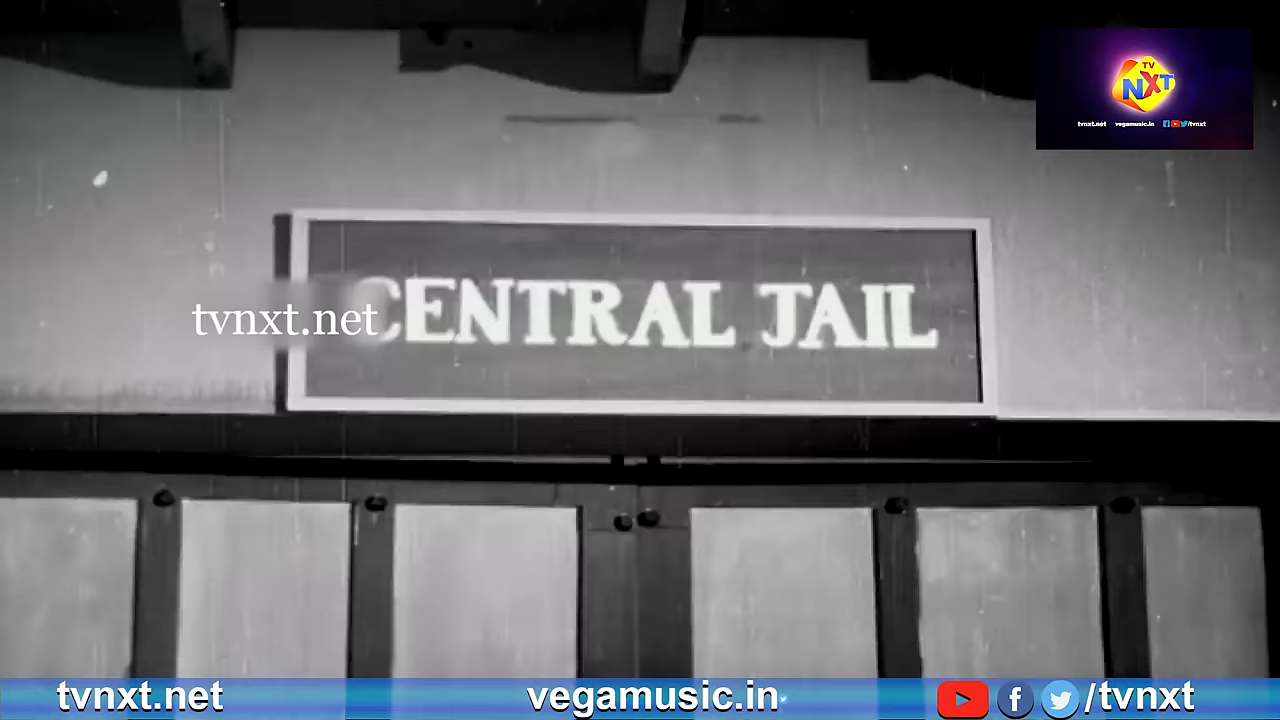 TV
NXT
tvnxt.net vegamusic.in /tvnxt
CENTRAL JAIL
tvnxt.net
tvnxt.net vegamusic.in /tvnxt